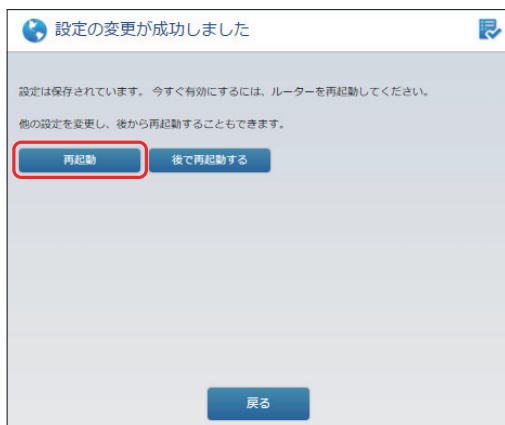 設定の変更が成功しました
設定は保存されています。 今すぐ有効にするには、ルーターを再起動してください。
他の設定を変更し、後から再起動することもできます。
再起動 後で再起動する
戻る